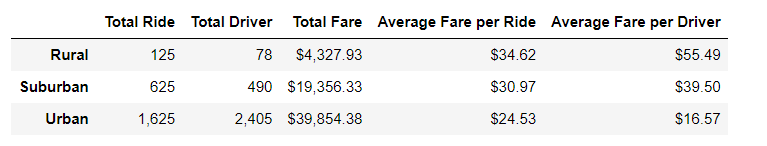 Total Ride Total Driver Total Fare Average Fare per Ride Average Fare per Driver
Rural 125 78 $4,327.93 $34.62 $55.49
Suburban 625 490 $19,356.33 $30.97 $39.50
Urban 1,625 2,405 $39,854.38 $24.53 $16.57